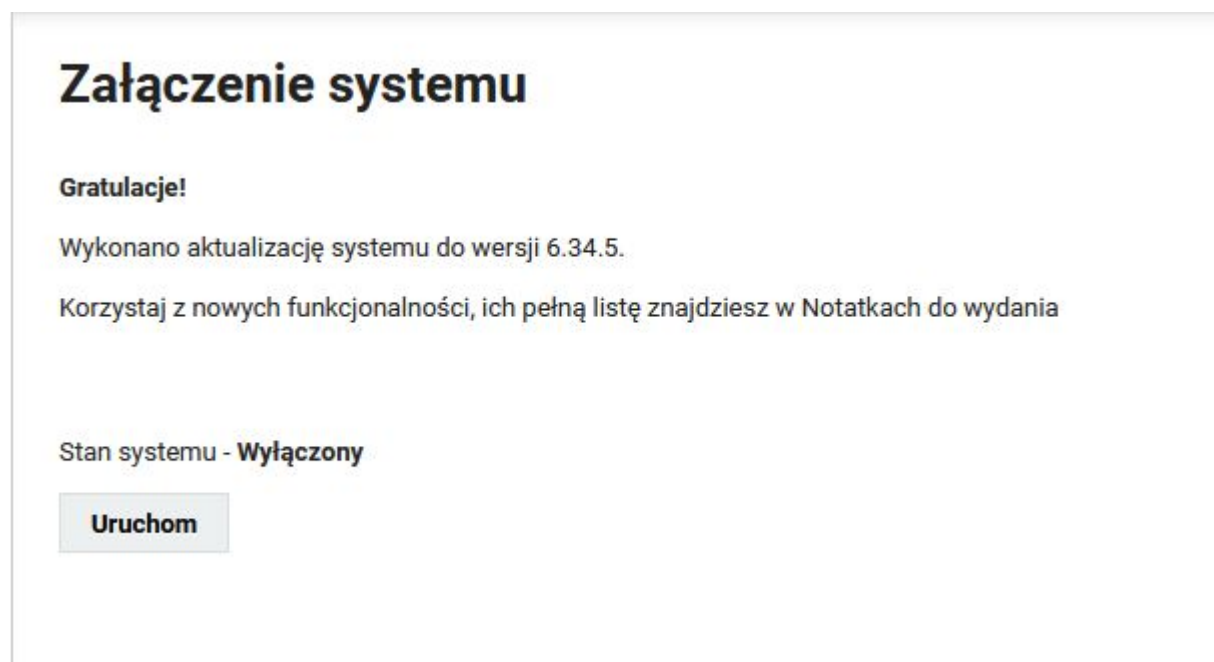 Załączenie systemu
Gratulacje!
Wykonano aktualizację systemu do wersji 6.34.5.
Korzystaj z nowych funkcjonalności, ich pełną listę znajdziesz w Notatkach do wydania
Stan systemu - Wyłączony
Uruchom